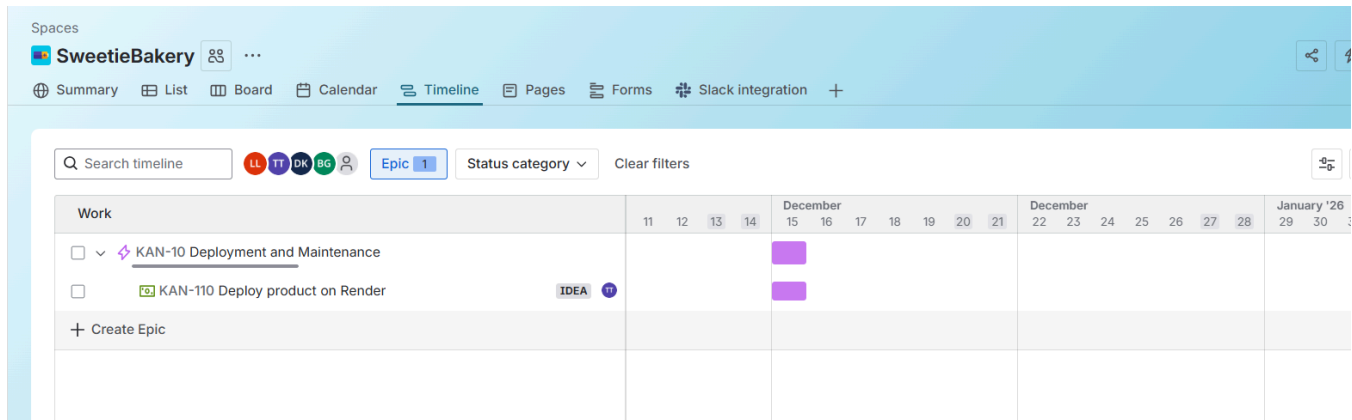 Spaces
SweetieBakery
Summary List Board Calendar Timeline Pages Forms Slack integration
Search timeline LL TT DK BG Epic 1 Status category Clear filters
Work
December December January '26
11 12 13 14 15 16 17 18 19 20 21 22 23 24 25 26 27 28 29 30
KAN-10 Deployment and Maintenance
KAN-110 Deploy product on Render IDEA TT
+ Create Epic